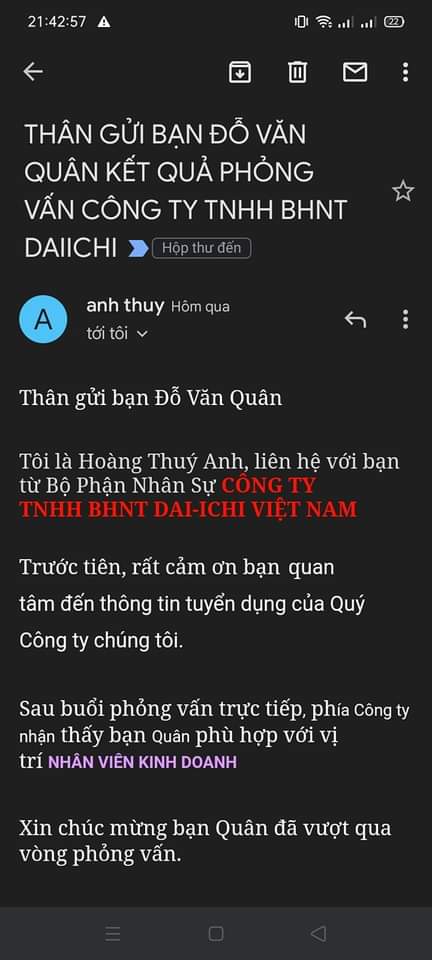 21:42:57
22
THÂN GỬI BẠN ĐỖ VĂN
QUÂN KẾT QUẢ PHỎNG
VẤN CÔNG TY TNHH BHNT
DAIICHI Hộp thư đến
A
anh thuy Hôm qua
tới tôi
Thân gửi bạn Đỗ Văn Quân
Tôi là Hoàng Thuý Anh, liên hệ với bạn
từ Bộ Phận Nhân Sự CÔNG TY
TNHH BHNT DAI-ICHI VIỆT NAM
Trước tiên, rất cảm ơn bạn quan
tâm đến thông tin tuyển dụng của Quý
Công ty chúng tôi.
Sau buổi phỏng vấn trực tiếp, phía Công ty
nhận thấy bạn Quân phù hợp với vị
trí NHÂN VIÊN KINH DOANH
Xin chúc mừng bạn Quân đã vượt qua
vòng phỏng vấn.